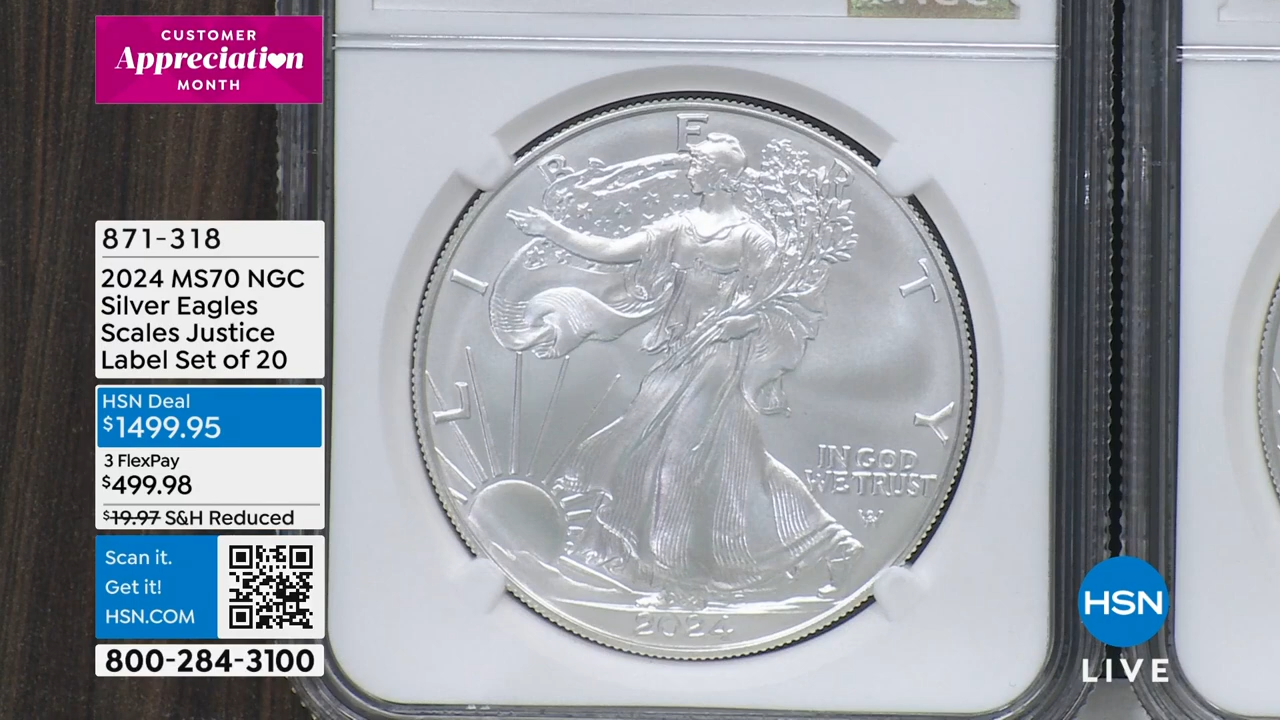 CUSTOMER
Appreciation
MONTH
871-318
2024 MS70 NGC
Silver Eagles
Scales Justice
Label Set of 20
HSN Deal
$1499.95
3 FlexPay
$499.98
$19.97 S&H Reduced
Scan it.
Get it!
HSN.COM
800-284-3100
LIBERTY
IN GOD
WE TRUST
2024
HSN
LIVE